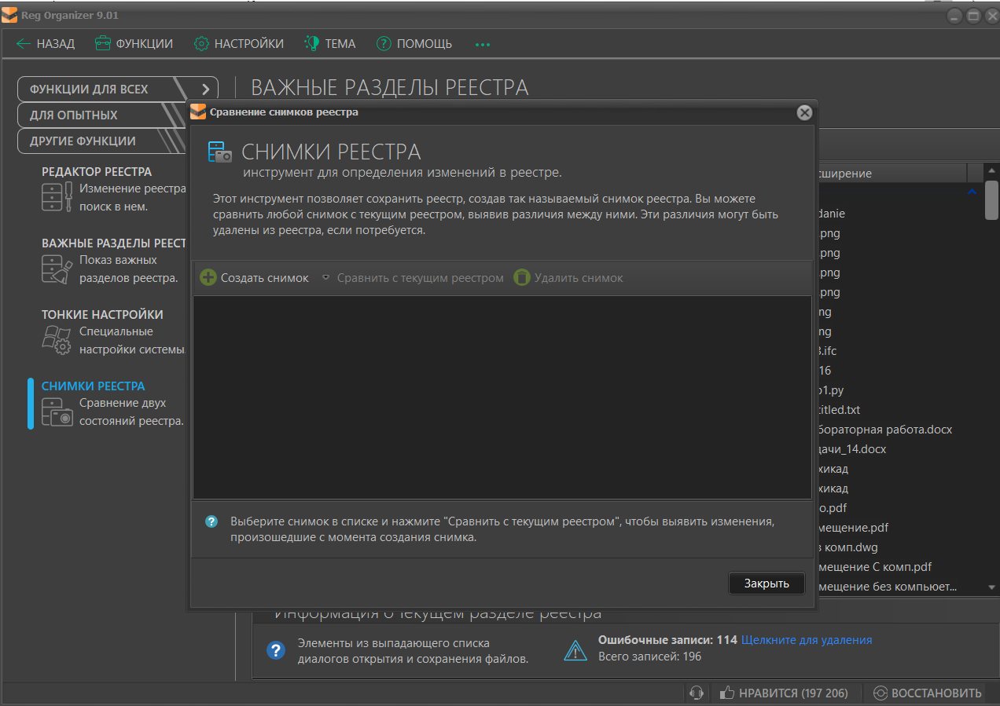 Reg Organizer 9.01
НАЗАД
ФУНКЦИИ
НАСТРОЙКИ
ТЕМА
ПОМОЩЬ
ФУНКЦИИ ДЛЯ ВСЕХ
ДЛЯ ОПЫТНЫХ
ДРУГИЕ ФУНКЦИИ
РЕДАКТОР РЕЕСТРА
Изменение реестра
поиск в нем.
ВАЖНЫЕ РАЗДЕЛЫ РЕЕСТ
Показ важных
разделов реестра.
ТОНКИЕ НАСТРОЙКИ
Специальные
настройки системы.
СНИМКИ РЕЕСТРА
Сравнение двух
состояний реестра.
ВАЖНЫЕ РАЗДЕЛЫ РЕЕСТРА
Сравнение снимков реестра
СНИМКИ РЕЕСТРА
инструмент для определения изменений в реестре.
Этот инструмент позволяет сохранить реестр, создав так называемый снимок реестра. Вы можете
сравнить любой снимок с текущим реестром, выявив различия между ними. Эти различия могут быть
удалены из реестра, если потребуется.
Создать снимок
Сравнить с текущим реестром
Удалить снимок
Выберите снимок в списке и нажмите "Сравнить с текущим реестром", чтобы выявить изменения,
произошедшие с момента создания снимка.
Закрыть
сширение
danie
.png
.png
.png
.png
ng
ng
3.ifc
16
1.py
titled.txt
бораторная работа.docx
дачи_14.docx
хикад
хикад
о.pdf
мещение.pdf
з комп.dwg
мещение С комп.pdf
мещение без компьюет...
Информация о текущем разделе реестра
Элементы из выпадающего списка
диалогов открытия и сохранения файлов.
Ошибочные записи: 114 Щелкните для удаления
Всего записей: 196
НРАВИТСЯ (197 206)
ВОССТАНОВИТЬ